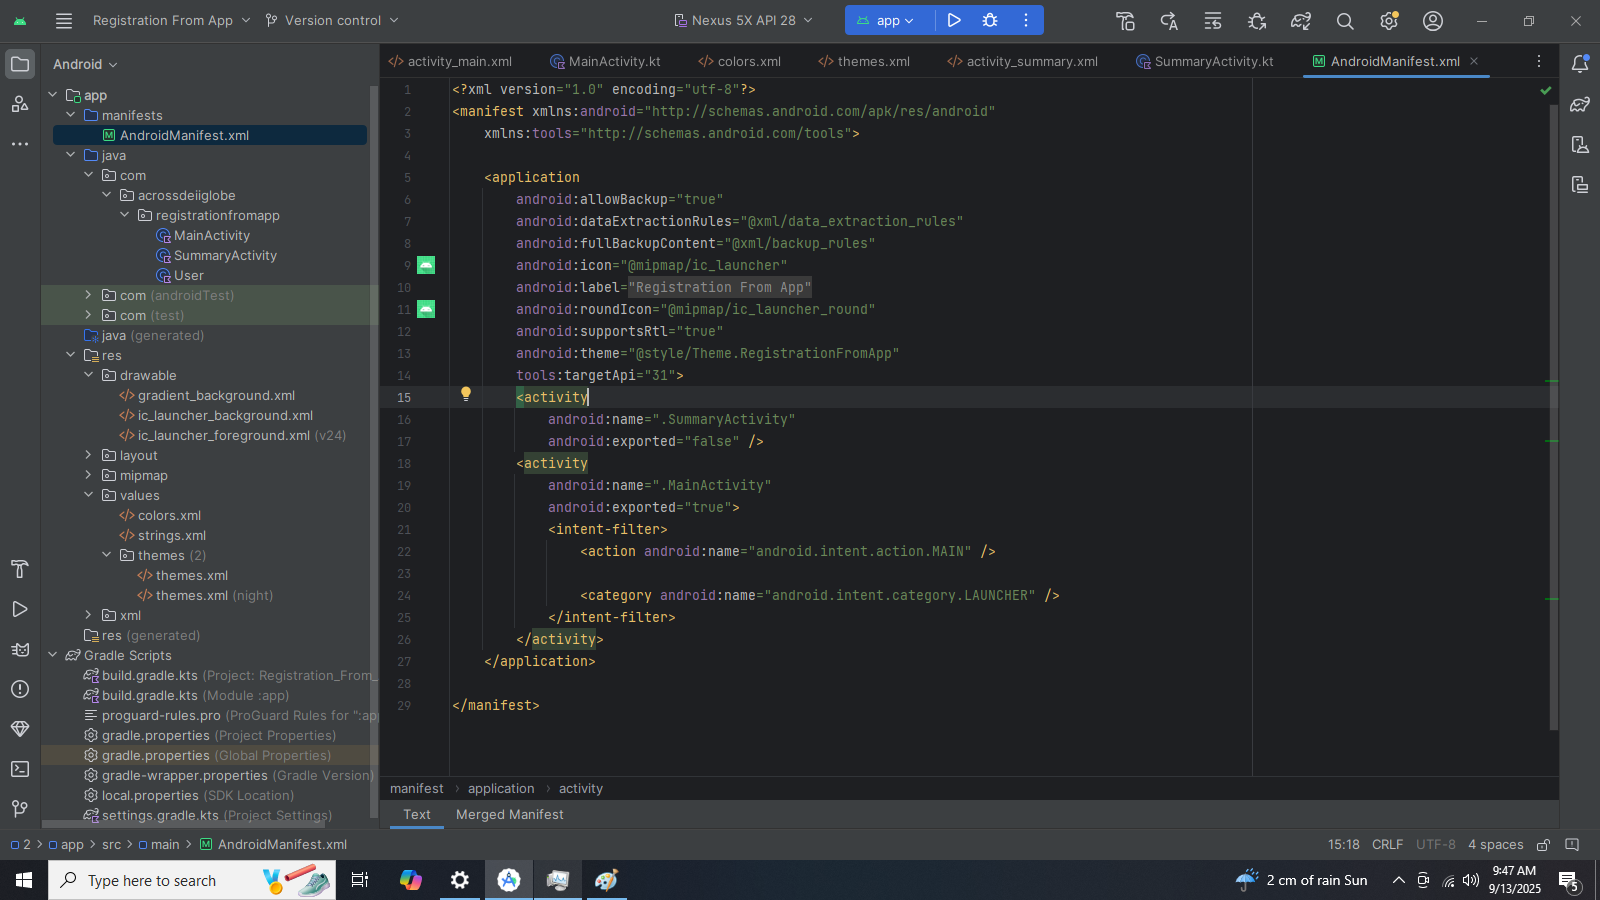 Registration From App
Version control
Nexus 5X API 28
app
Android
app
manifests
AndroidManifest.xml
java
com
acrossdeiiglobe
registrationfromapp
MainActivity
SummaryActivity
User
com (androidTest)
com (test)
java (generated)
res
drawable
gradient_background.xml
ic_launcher_background.xml
ic_launcher_foreground.xml (v24)
layout
mipmap
values
colors.xml
strings.xml
themes (2)
themes.xml
themes.xml (night)
xml
res (generated)
Gradle Scripts
build.gradle.kts (Project: Registration_From_
build.gradle.kts (Module :app)
proguard-rules.pro (ProGuard Rules for ":ap
gradle.properties (Project Properties)
gradle.properties (Global Properties)
gradle-wrapper.properties (Gradle Version)
local.properties (SDK Location)
settings.gradle.kts (Project Settings)
activity_main.xml
MainActivity.kt
colors.xml
themes.xml
activity_summary.xml
SummaryActivity.kt
AndroidManifest.xml
1 <?xml version="1.0" encoding="utf-8"?>
2 <manifest xmlns:android="http://schemas.android.com/apk/res/android"
3 xmlns:tools="http://schemas.android.com/tools">
4
5 <application
6 android:allowBackup="true"
7 android:dataExtractionRules="@xml/data_extraction_rules"
8 android:fullBackupContent="@xml/backup_rules"
9 android:icon="@mipmap/ic_launcher"
10 android:label="Registration From App"
11 android:roundIcon="@mipmap/ic_launcher_round"
12 android:supportsRtl="true"
13 android:theme="@style/Theme.RegistrationFromApp"
14 tools:targetApi="31">
15 <activity
16 android:name=".SummaryActivity"
17 android:exported="false" />
18 <activity
19 android:name=".MainActivity"
20 android:exported="true">
21 <intent-filter>
22 <action android:name="android.intent.action.MAIN" />
23
24 <category android:name="android.intent.category.LAUNCHER" />
25 </intent-filter>
26 </activity>
27 </application>
28
29 </manifest>
manifest > application > activity
Text
Merged Manifest
2 > app > src > main > AndroidManifest.xml
15:18 CRLF UTF-8 4 spaces
Type here to search
2 cm of rain Sun
9:47 AM
9/13/2025
5